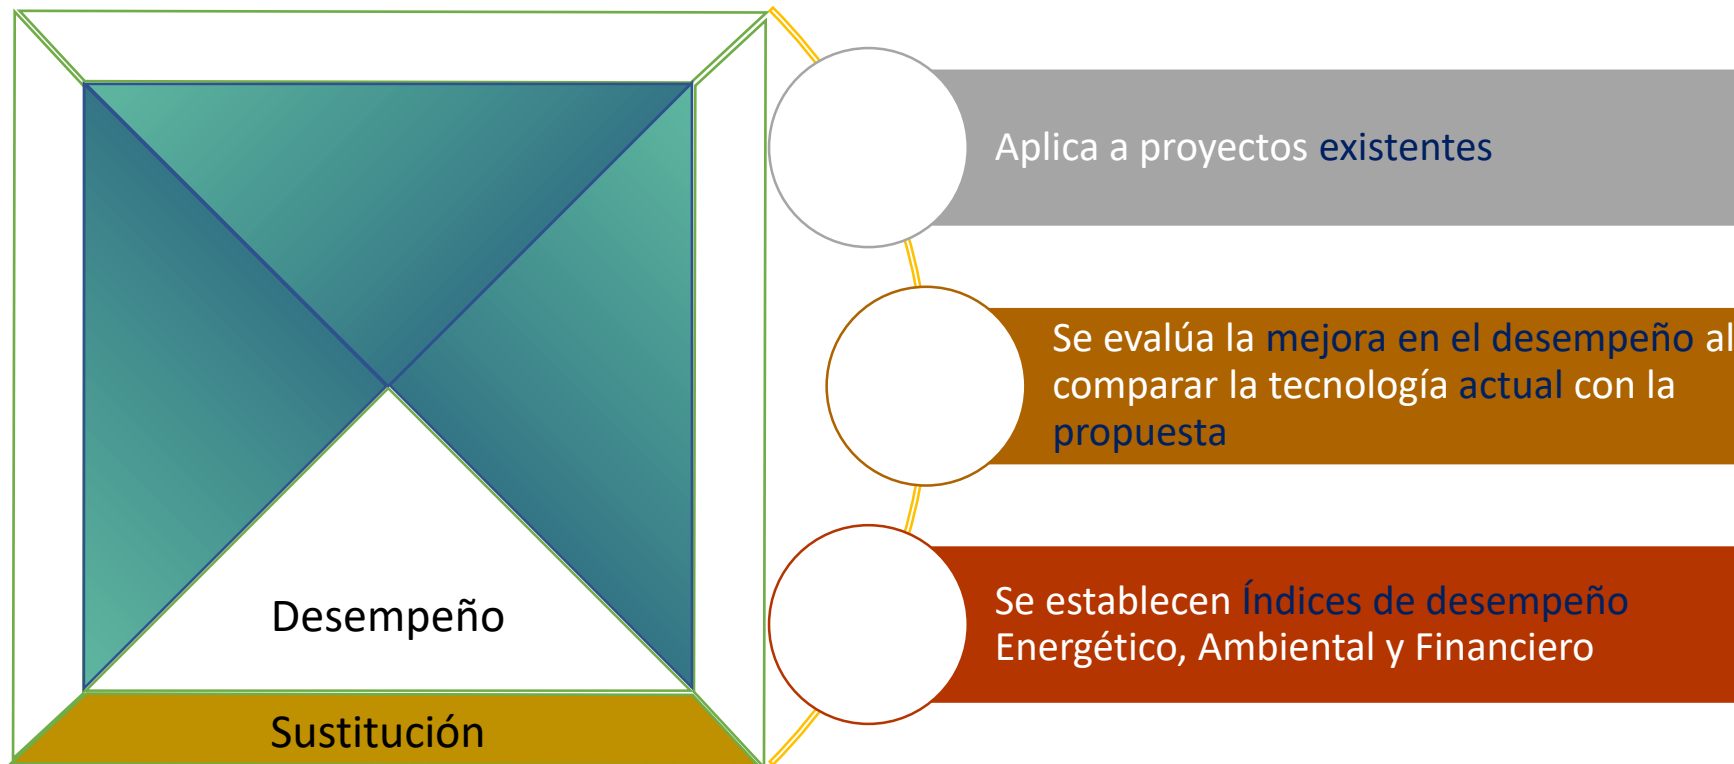 Desempeño
Sustitución
Aplica a proyectos existentes
Se evalúa la mejora en el desempeño al
comparar la tecnología actual con la
propuesta
Se establecen Índices de desempeño
Energético, Ambiental y Financiero